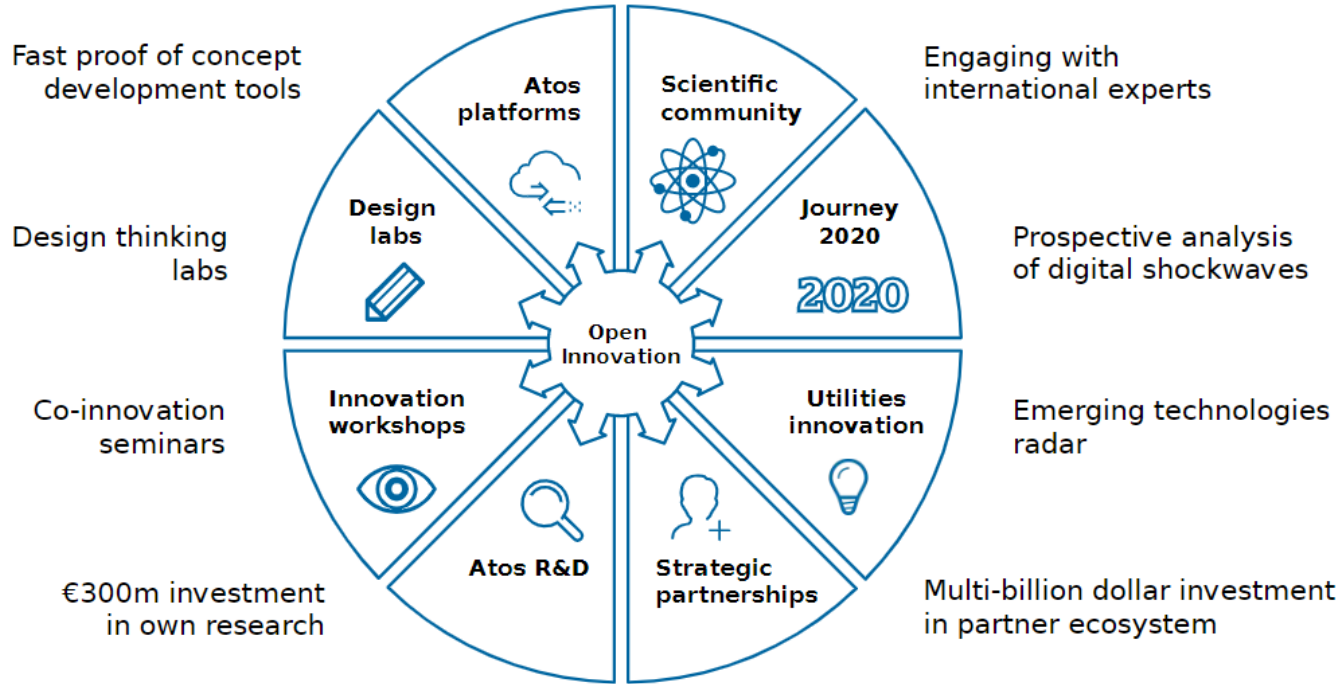 Fast proof of concept
development tools
Atos
platforms
Scientific
community
Engaging with
international experts
Design thinking
labs
Design
labs
Journey
2020
2020
Prospective analysis
of digital shockwaves
Open
Innovation
Co-innovation
seminars
Innovation
workshops
Utilities
innovation
Emerging technologies
radar
€300m investment
in own research
Atos R&D
Strategic
partnerships
Multi-billion dollar investment
in partner ecosystem